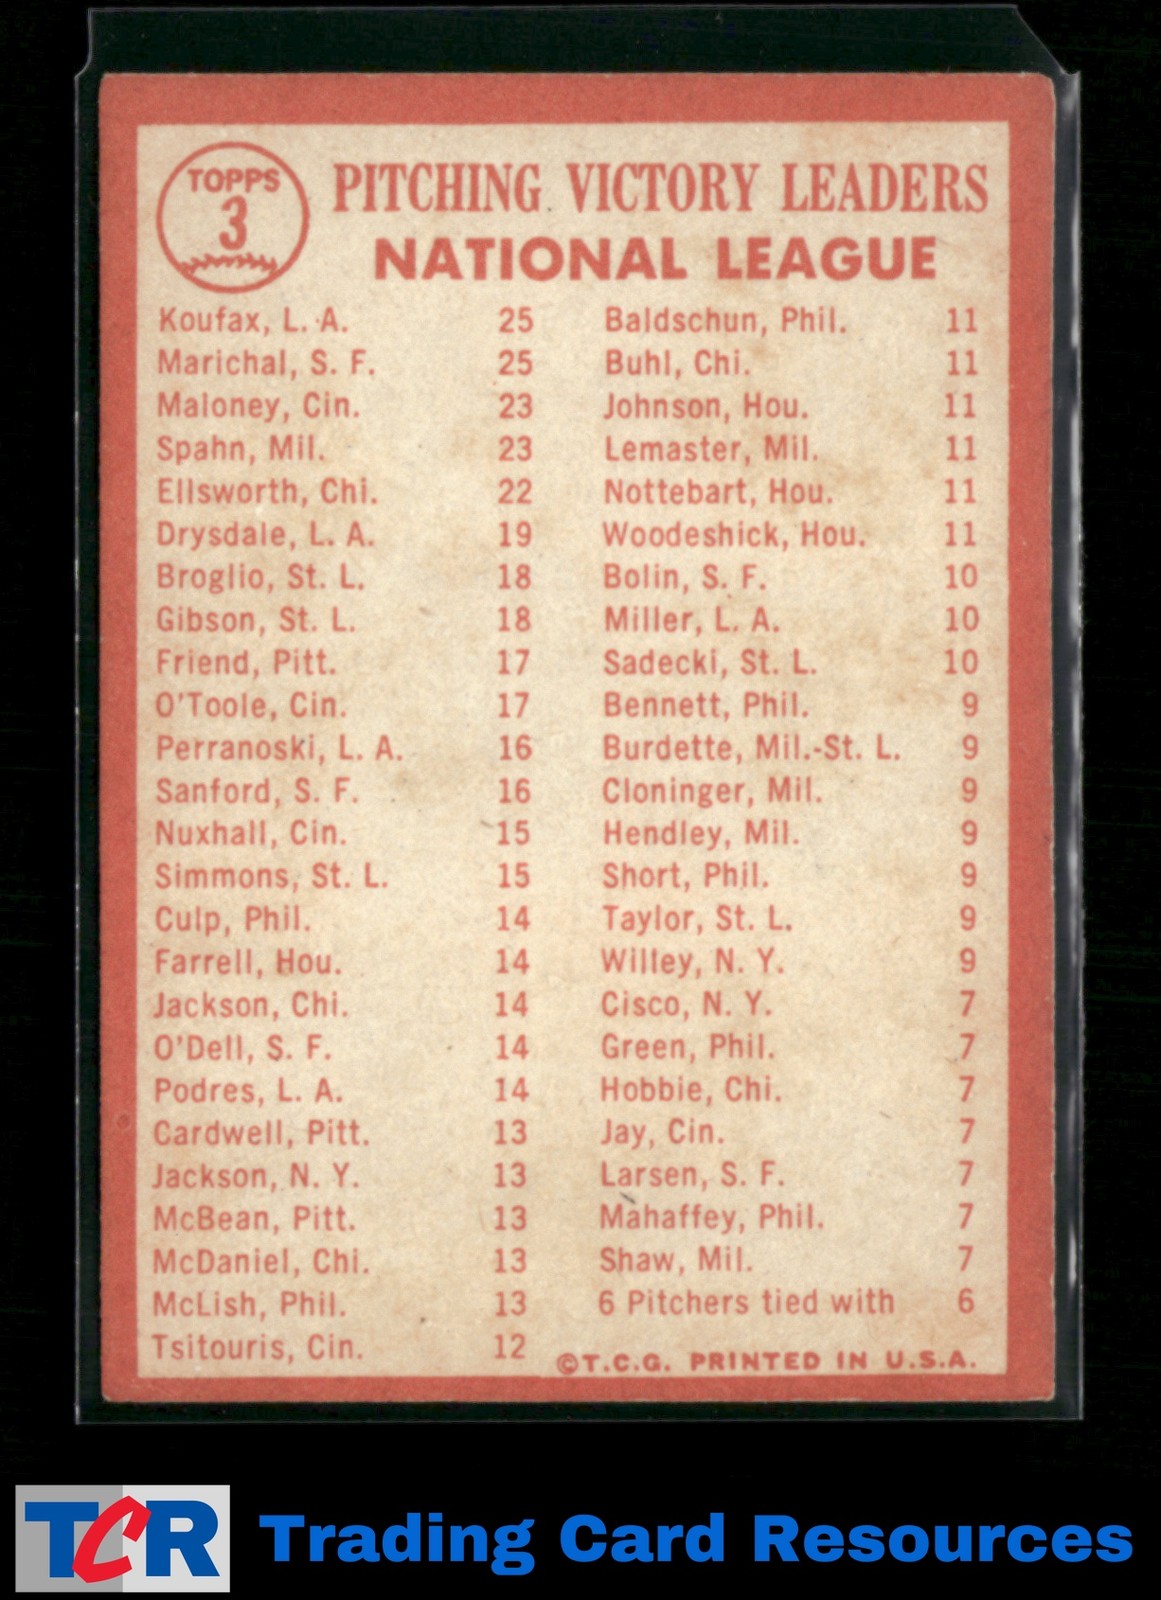 TOPPS
3
PITCHING VICTORY LEADERS
NATIONAL LEAGUE
Koufax, L. A. 25
Marichal, S. F. 25
Maloney, Cin. 23
Spahn, Mil. 23
Ellsworth, Chi. 22
Drysdale, L. A. 19
Broglio, St. L. 18
Gibson, St. L. 18
Friend, Pitt. 17
O'Toole, Cin. 17
Perranoski, L. A. 16
Sanford, S. F. 16
Nuxhall, Cin. 15
Simmons, St. L. 15
Culp, Phil. 14
Farrell, Hou. 14
Jackson, Chi. 14
O'Dell, S. F. 14
Podres, L. A. 14
Cardwell, Pitt. 13
Jackson, N. Y. 13
McBean, Pitt. 13
McDaniel, Chi. 13
McLish, Phil. 13
Tsitouris, Cin. 12
Baldschun, Phil. 11
Buhl, Chi. 11
Johnson, Hou. 11
Lemaster, Mil. 11
Nottebart, Hou. 11
Woodeshick, Hou. 11
Bolin, S. F. 10
Miller, L. A. 10
Sadecki, St. L. 10
Bennett, Phil. 9
Burdette, Mil.-St. L. 9
Cloninger, Mil. 9
Hendley, Mil. 9
Short, Phil. 9
Taylor, St. L. 9
Willey, N. Y. 9
Cisco, N. Y. 7
Green, Phil. 7
Hobbie, Chi. 7
Jay, Cin. 7
Larsen, S. F. 7
Mahaffey, Phil. 7
Shaw, Mil. 7
6 Pitchers tied with 6
©T.C.G. PRINTED IN U.S.A.
TCR Trading Card Resources